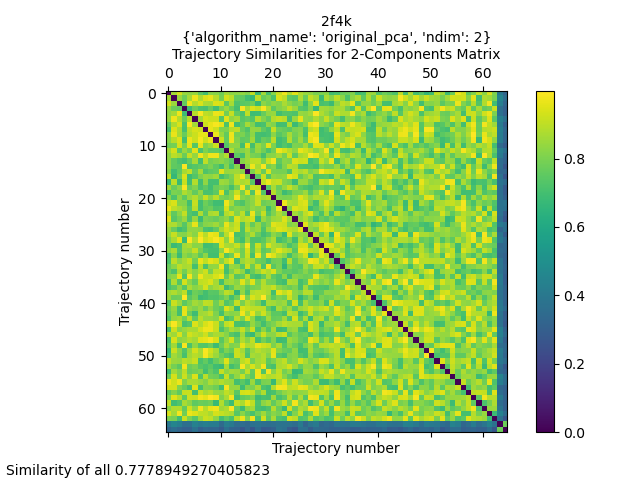 2f4k
{'algorithm_name': 'original_pca', 'ndim': 2}
Trajectory Similarities for 2-Components Matrix
0 10 20 30 40 50 60
0
10
20
30
40
50
60
Trajectory number
Trajectory number
0.8
0.6
0.4
0.2
0.0
Similarity of all 0.7778949270405823